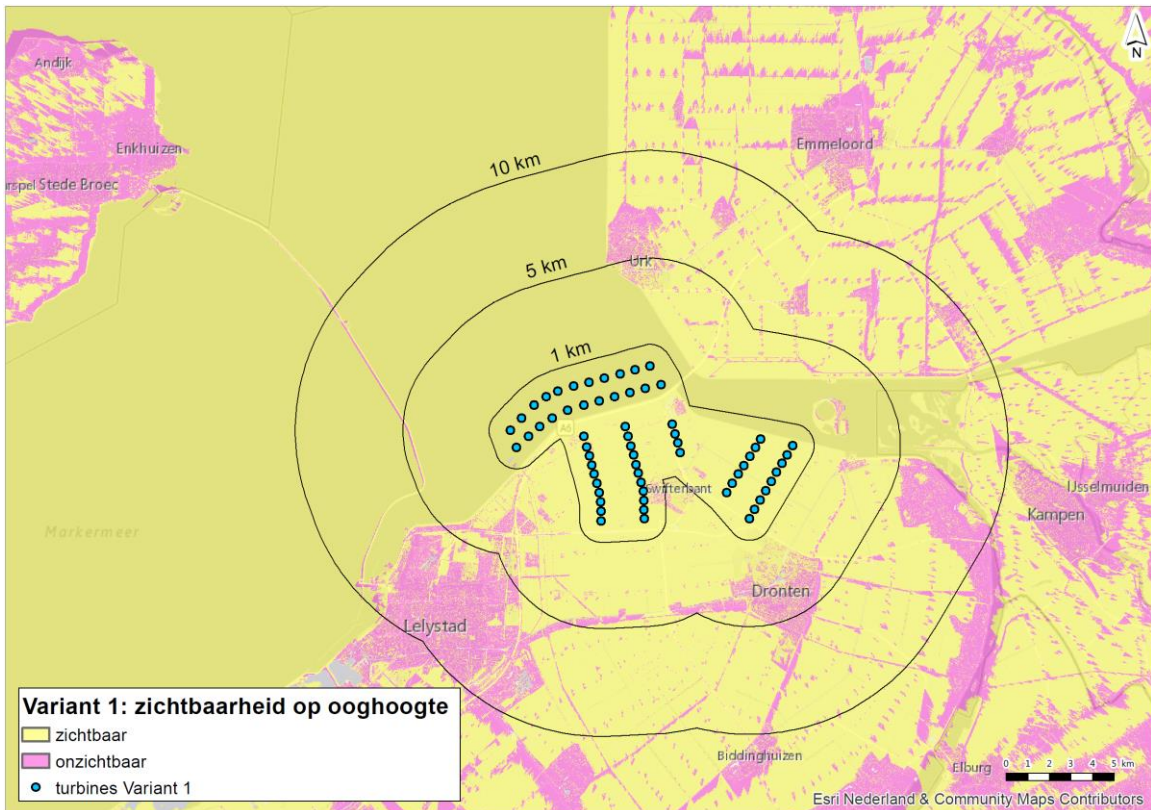 Andijk
N
Enkhuizen
Emmeloord
10 km
arspel Stede Broec
5 km
Urk
1 km
A6
Swifterbant
IJsselmuiden
Kampen
Markermeer
Dronten
Lelystad
Variant 1: zichtbaarheid op ooghoogte
zichtbaar
onzichtbaar
turbines Variant 1
Biddinghuizen
Elburg
0 1 2 3 4 5 km
Esri Nederland & Community Maps Contributors